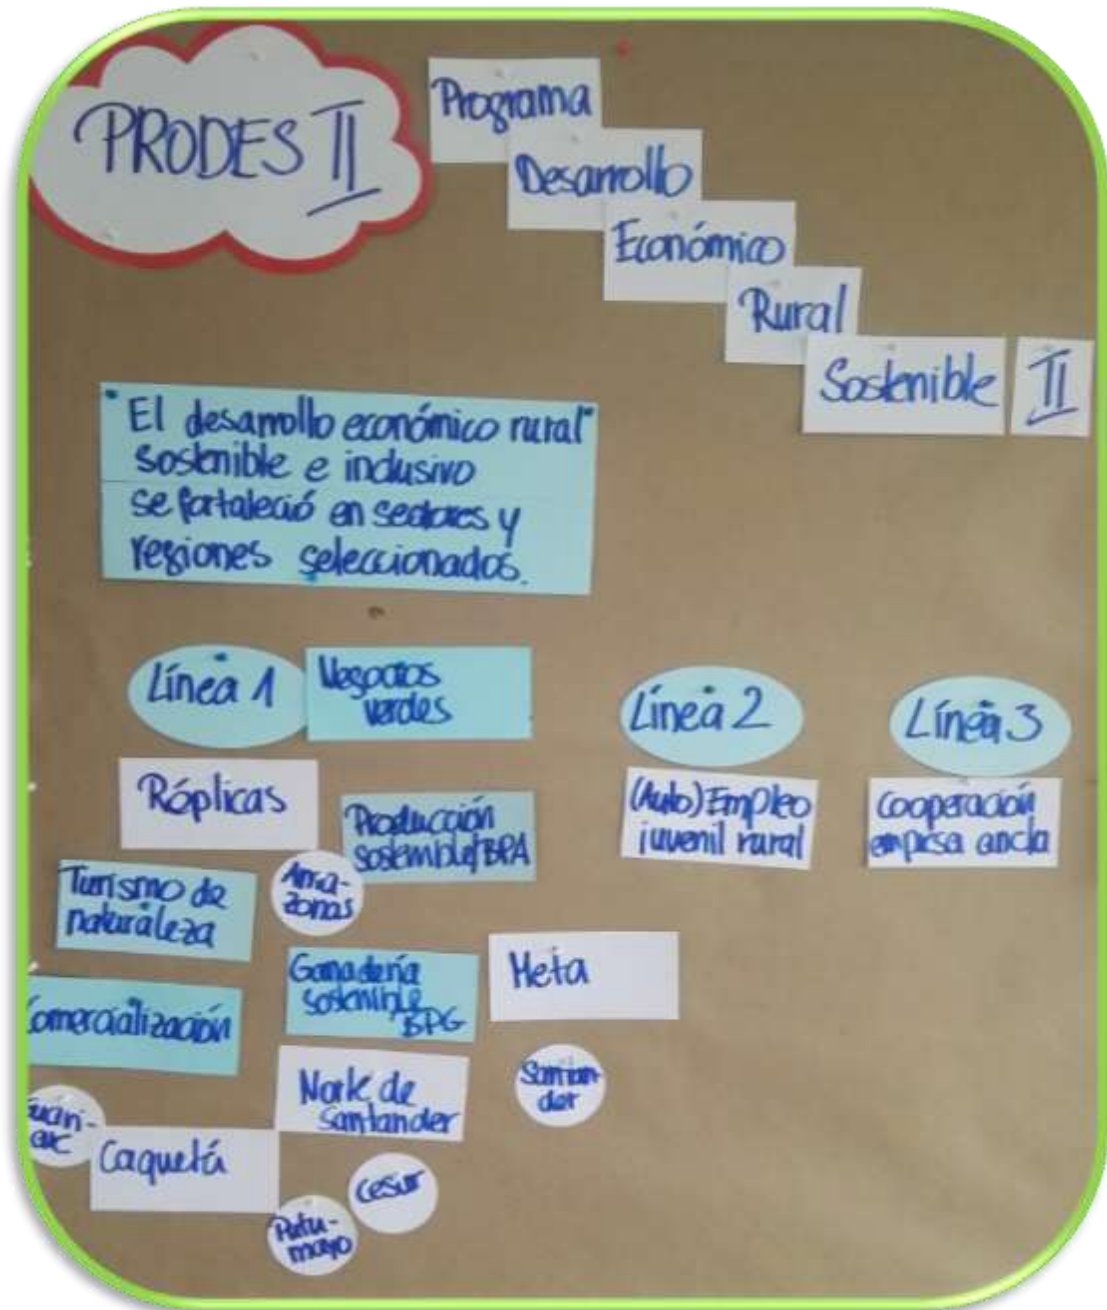 PRODES II
Programa
Desarrollo
Económico
Rural
Sostenible
II
El desarrollo económico rural
sostenible e inclusivo
se fortaleció en sectores y
regiones seleccionados.
Línea 1
Negocios
verdes
Réplicas
Producción
sostenible/BPA
Turismo de
naturaleza
Ama-
zonas
Ganadería
sostenible
BPG
Meta
Comercialización
Norte de
Santander
Santan-
der
Caquetá
Cesar
Putu-
mayo
Línea 2
(Auto)Empleo
juvenil rural
Línea 3
Cooperación
empresa ancla